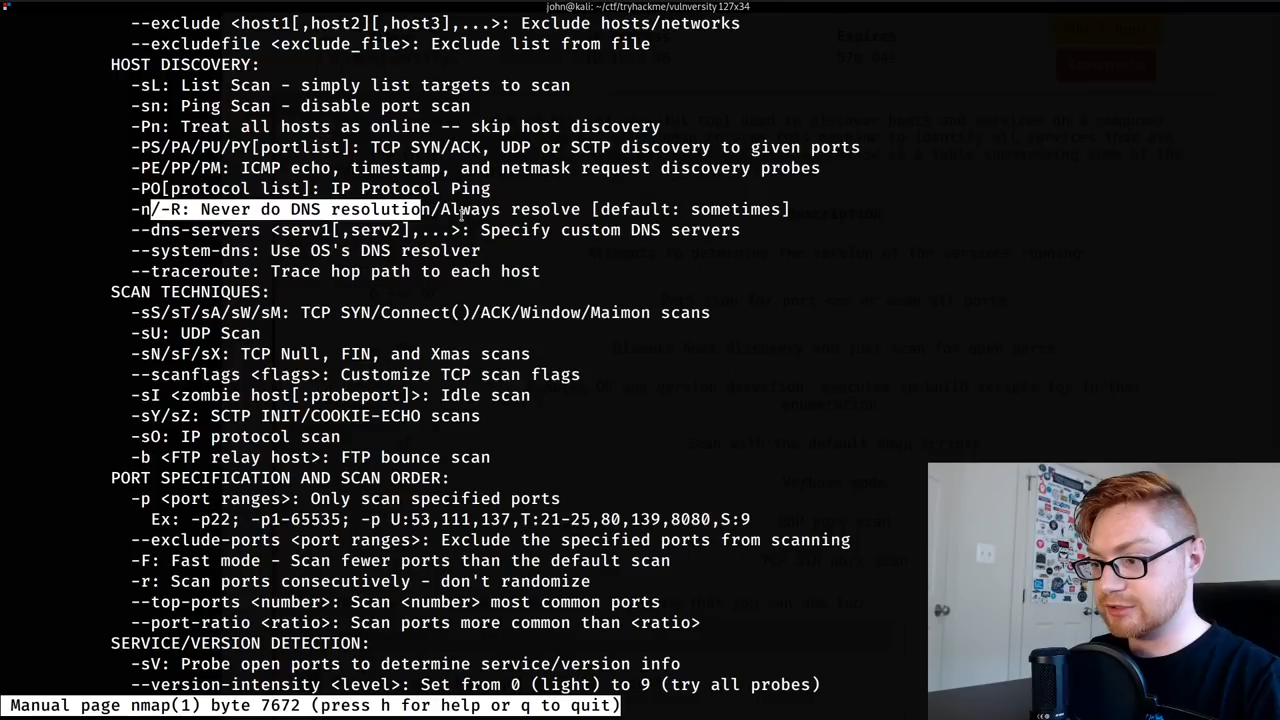 john@kali: ~/ctf/tryhackme/vulnversity 127x34
--exclude <host1[,host2][,host3],...>: Exclude hosts/networks
--excludefile <exclude_file>: Exclude list from file
HOST DISCOVERY:
-sL: List Scan - simply list targets to scan
-sn: Ping Scan - disable port scan
-Pn: Treat all hosts as online -- skip host discovery
-PS/PA/PU/PY[portlist]: TCP SYN/ACK, UDP or SCTP discovery to given ports
-PE/PP/PM: ICMP echo, timestamp, and netmask request discovery probes
-PO[protocol list]: IP Protocol Ping
-n/-R: Never do DNS resolution/Always resolve [default: sometimes]
--dns-servers <serv1[,serv2],...>: Specify custom DNS servers
--system-dns: Use OS's DNS resolver
--traceroute: Trace hop path to each host
SCAN TECHNIQUES:
-sS/sT/sA/sW/sM: TCP SYN/Connect()/ACK/Window/Maimon scans
-sU: UDP Scan
-sN/sF/sX: TCP Null, FIN, and Xmas scans
--scanflags <flags>: Customize TCP scan flags
-sI <zombie host[:probeport]>: Idle scan
-sY/sZ: SCTP INIT/COOKIE-ECHO scans
-sO: IP protocol scan
-b <FTP relay host>: FTP bounce scan
PORT SPECIFICATION AND SCAN ORDER:
-p <port ranges>: Only scan specified ports
Ex: -p22; -p1-65535; -p U:53,111,137,T:21-25,80,139,8080,S:9
--exclude-ports <port ranges>: Exclude the specified ports from scanning
-F: Fast mode - Scan fewer ports than the default scan
-r: Scan ports consecutively - don't randomize
--top-ports <number>: Scan <number> most common ports
--port-ratio <ratio>: Scan ports more common than <ratio>
SERVICE/VERSION DETECTION:
-sV: Probe open ports to determine service/version info
--version-intensity <level>: Set from 0 (light) to 9 (try all probes)
Manual page nmap(1) byte 7672 (press h for help or q to quit)